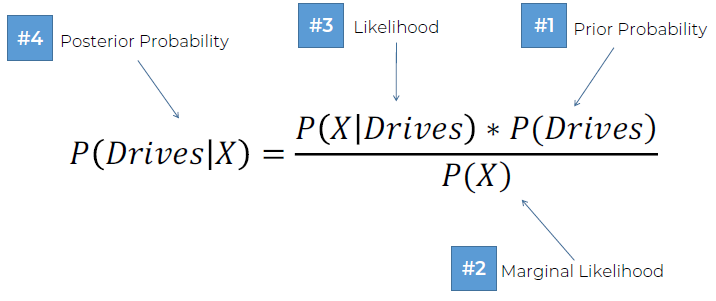 #4 Posterior Probability
#3 Likelihood
#1 Prior Probability
P(Drives|X) = P(X|Drives) * P(Drives)
P(X)
#2 Marginal Likelihood